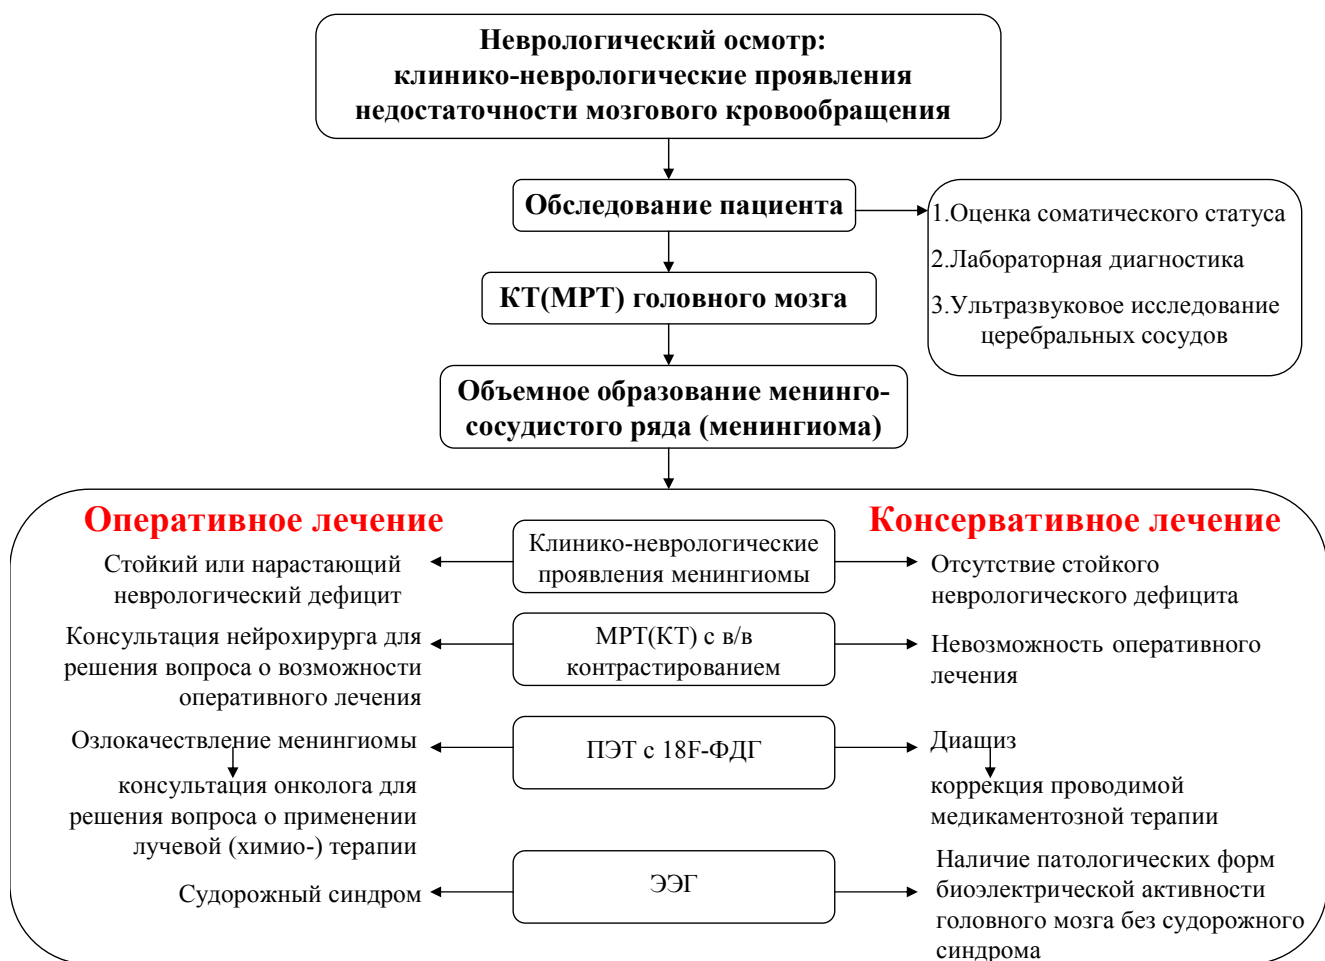 Неврологический осмотр:
клинико-неврологические проявления
недостаточности мозгового кровообращения
Обследование пациента
1.Оценка соматического статуса
2.Лабораторная диагностика
3.Ультразвуковое исследование
церебральных сосудов
КТ(МРТ) головного мозга
Объемное образование менинго-
сосудистого ряда (менингиома)
Оперативное лечение
Консервативное лечение
Клинико-неврологические
проявления менингиомы
Стойкий или нарастающий
неврологический дефицит
Отсутствие стойкого
неврологического дефицита
МРТ(КТ) с в/в
контрастированием
Консультация нейрохирурга для
решения вопроса о возможности
оперативного лечения
Невозможность оперативного
лечения
ПЭТ с 18F-ФДГ
Озлокачествление менингиомы
консультация онколога для
решения вопроса о применении
лучевой (химио-) терапии
Диашиз
коррекция проводимой
медикаментозной терапии
ЭЭГ
Судорожный синдром
Наличие патологических форм
биоэлектрической активности
головного мозга без судорожного
синдрома